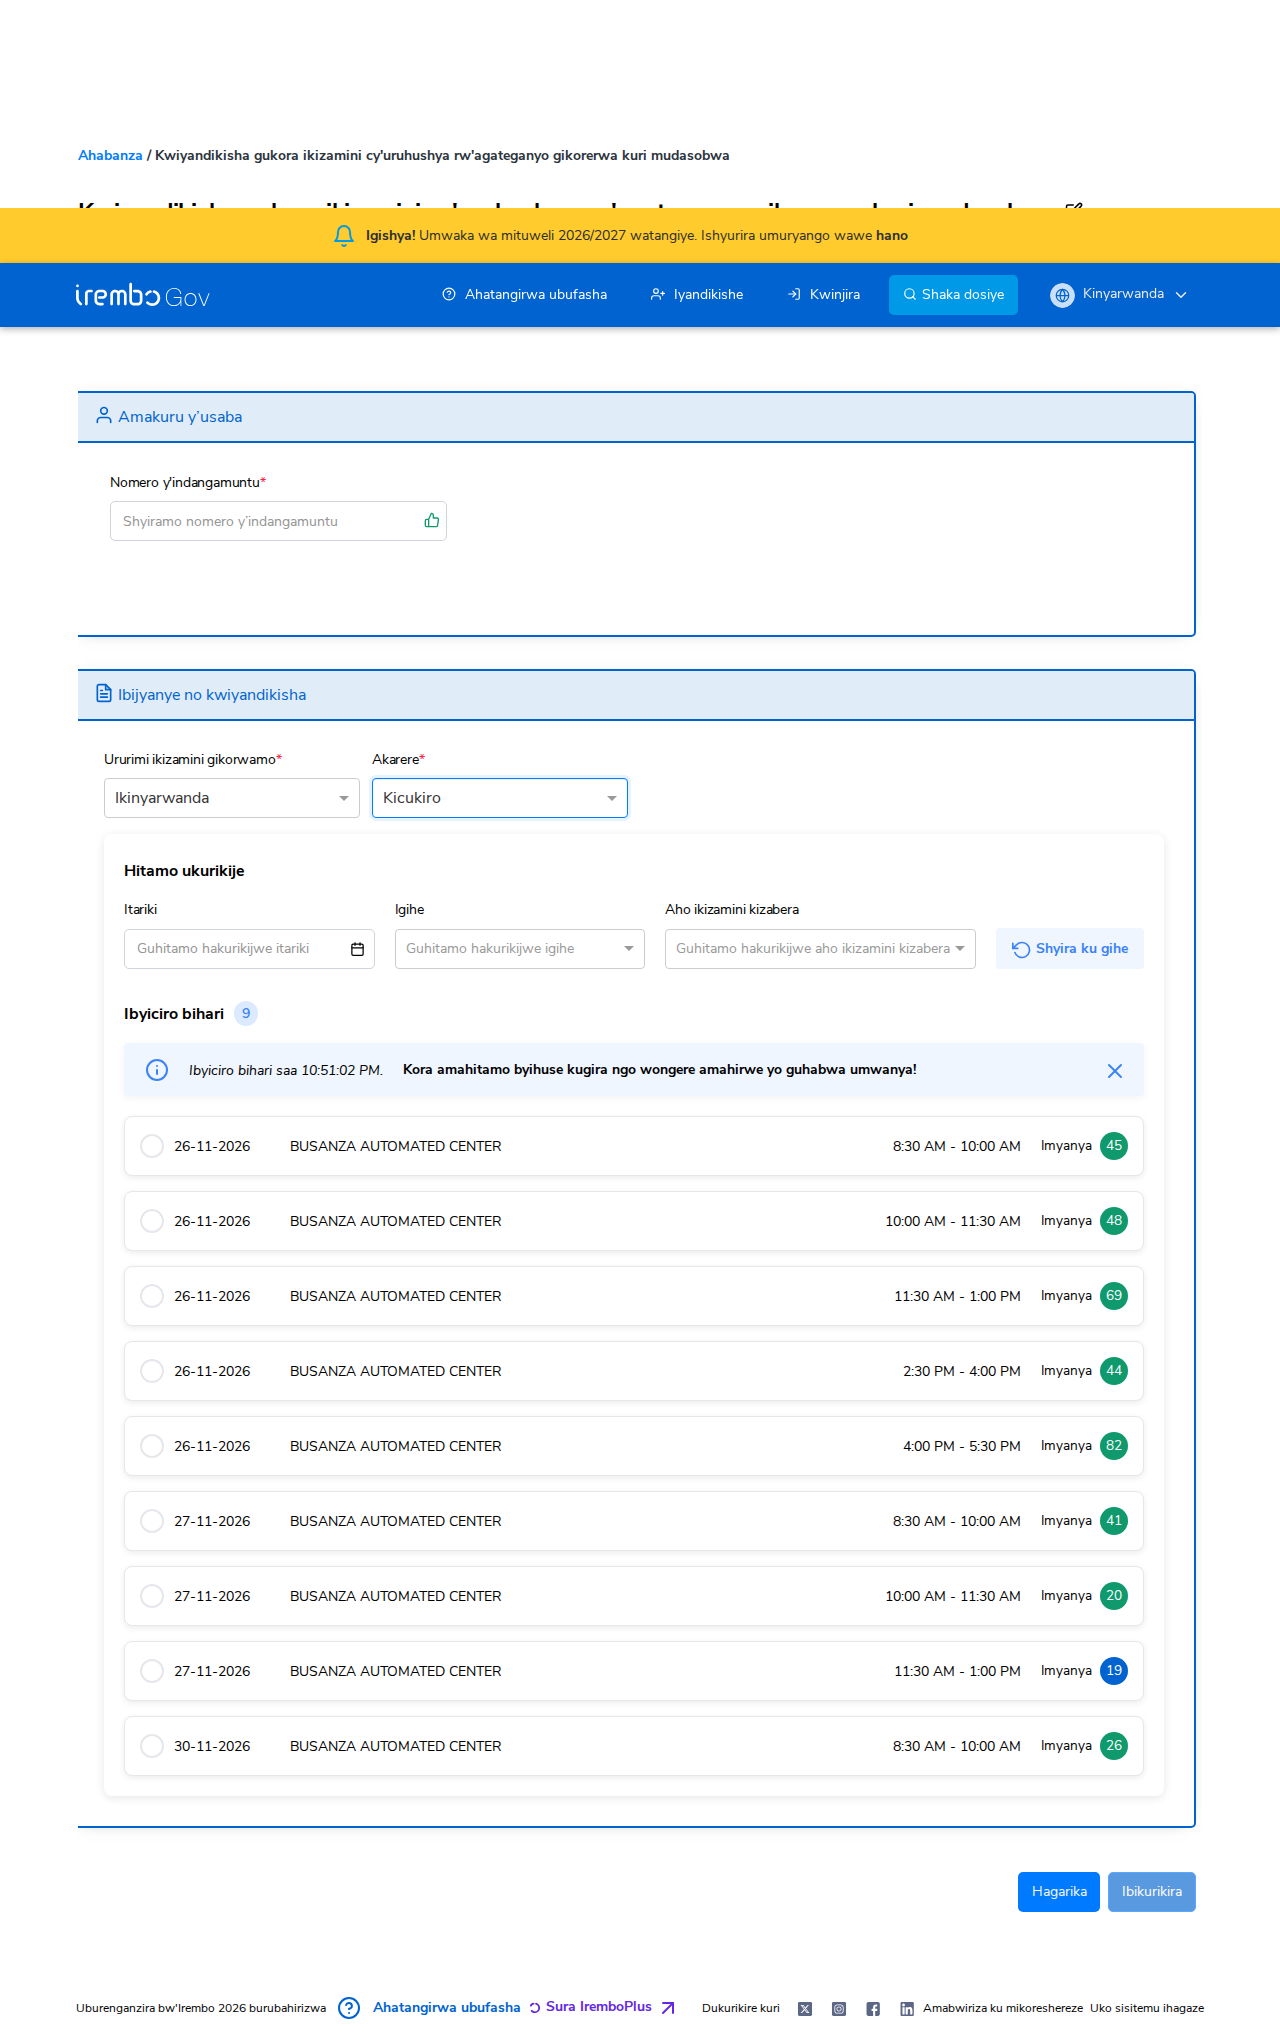 Ahabanza / Kwiyandikisha gukora ikizamini cy'uruhushya rw'agateganyo gikorerwa kuri mudasobwa
Igishya! Umwaka wa mituweli 2026/2027 watangiye. Ishyurira umuryango wawe hano
irembo Gov
Ahatangirwa ubufasha
Iyandikishe
Kwinjira
Shaka dosiye
Kinyarwanda
Amakuru y’usaba
Nomero y'indangamuntu*
Shyiramo nomero y’indangamuntu
Ibijyanye no kwiyandikisha
Ururimi ikizamini gikorwamo*
Akarere*
Ikinyarwanda
Kicukiro
Hitamo ukurikije
Itariki
Igihe
Aho ikizamini kizabera
Guhitamo hakurikijwe itariki
Guhitamo hakurikijwe igihe
Guhitamo hakurikijwe aho ikizamini kizabera
Shyira ku gihe
Ibyiciro bihari 9
Ibyiciro bihari saa 10:51:02 PM. Kora amahitamo byihuse kugira ngo wongere amahirwe yo guhabwa umwanya!
26-11-2026 BUSANZA AUTOMATED CENTER 8:30 AM - 10:00 AM Imyanya 45
26-11-2026 BUSANZA AUTOMATED CENTER 10:00 AM - 11:30 AM Imyanya 48
26-11-2026 BUSANZA AUTOMATED CENTER 11:30 AM - 1:00 PM Imyanya 69
26-11-2026 BUSANZA AUTOMATED CENTER 2:30 PM - 4:00 PM Imyanya 44
26-11-2026 BUSANZA AUTOMATED CENTER 4:00 PM - 5:30 PM Imyanya 82
27-11-2026 BUSANZA AUTOMATED CENTER 8:30 AM - 10:00 AM Imyanya 41
27-11-2026 BUSANZA AUTOMATED CENTER 10:00 AM - 11:30 AM Imyanya 20
27-11-2026 BUSANZA AUTOMATED CENTER 11:30 AM - 1:00 PM Imyanya 19
30-11-2026 BUSANZA AUTOMATED CENTER 8:30 AM - 10:00 AM Imyanya 26
Hagarika
Ibikurikira
Uburenganzira bw'Irembo 2026 burubahirizwa
Ahatangirwa ubufasha
Sura IremboPlus
Dukurikire kuri
Amabwiriza ku mikoreshereze
Uko sisitemu ihagaze